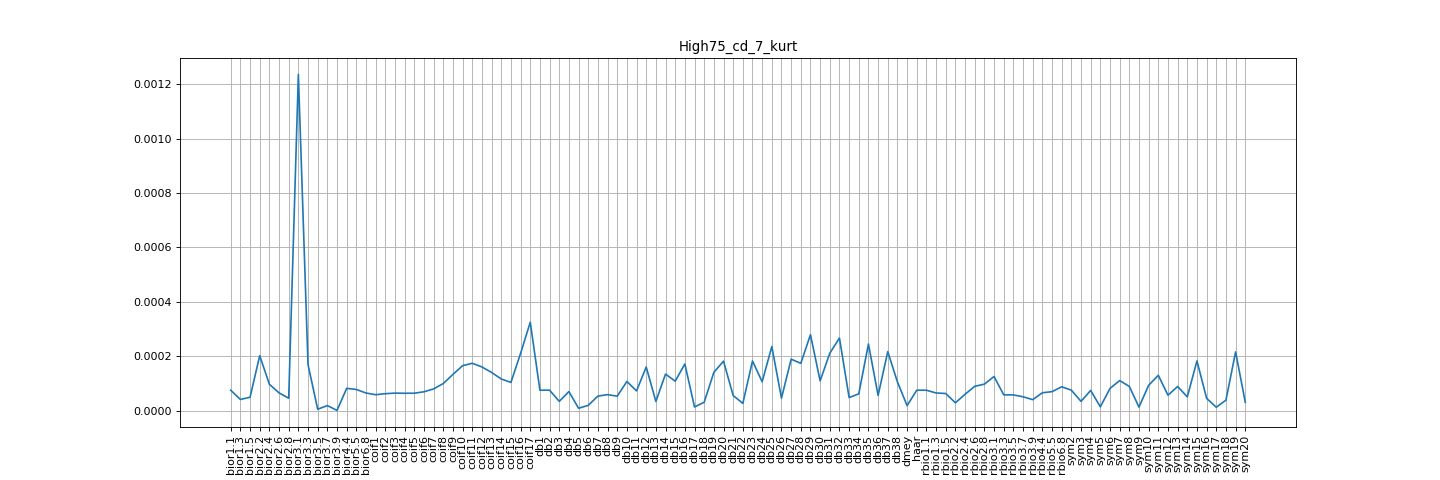 High75_cd_7_kurt
0.0012
0.0010
0.0008
0.0006
0.0004
0.0002
0.0000
bior1.1
bior1.3
bior1.5
bior2.2
bior2.4
bior2.6
bior2.8
bior3.1
bior3.3
bior3.5
bior3.7
bior3.9
bior4.4
bior5.5
bior6.8
coif1
coif2
coif3
coif4
coif5
coif6
coif7
coif8
coif9
coif10
coif11
coif12
coif13
coif14
coif15
coif16
coif17
db1
db2
db3
db4
db5
db6
db7
db8
db9
db10
db11
db12
db13
db14
db15
db16
db17
db18
db19
db20
db21
db22
db23
db24
db25
db26
db27
db28
db29
db30
db31
db32
db33
db34
db35
db36
db37
db38
dmey
haar
rbio1.1
rbio1.3
rbio1.5
rbio2.2
rbio2.4
rbio2.6
rbio2.8
rbio3.1
rbio3.3
rbio3.5
rbio3.7
rbio3.9
rbio4.4
rbio5.5
rbio6.8
sym2
sym3
sym4
sym5
sym6
sym7
sym8
sym9
sym10
sym11
sym12
sym13
sym14
sym15
sym16
sym17
sym18
sym19
sym20